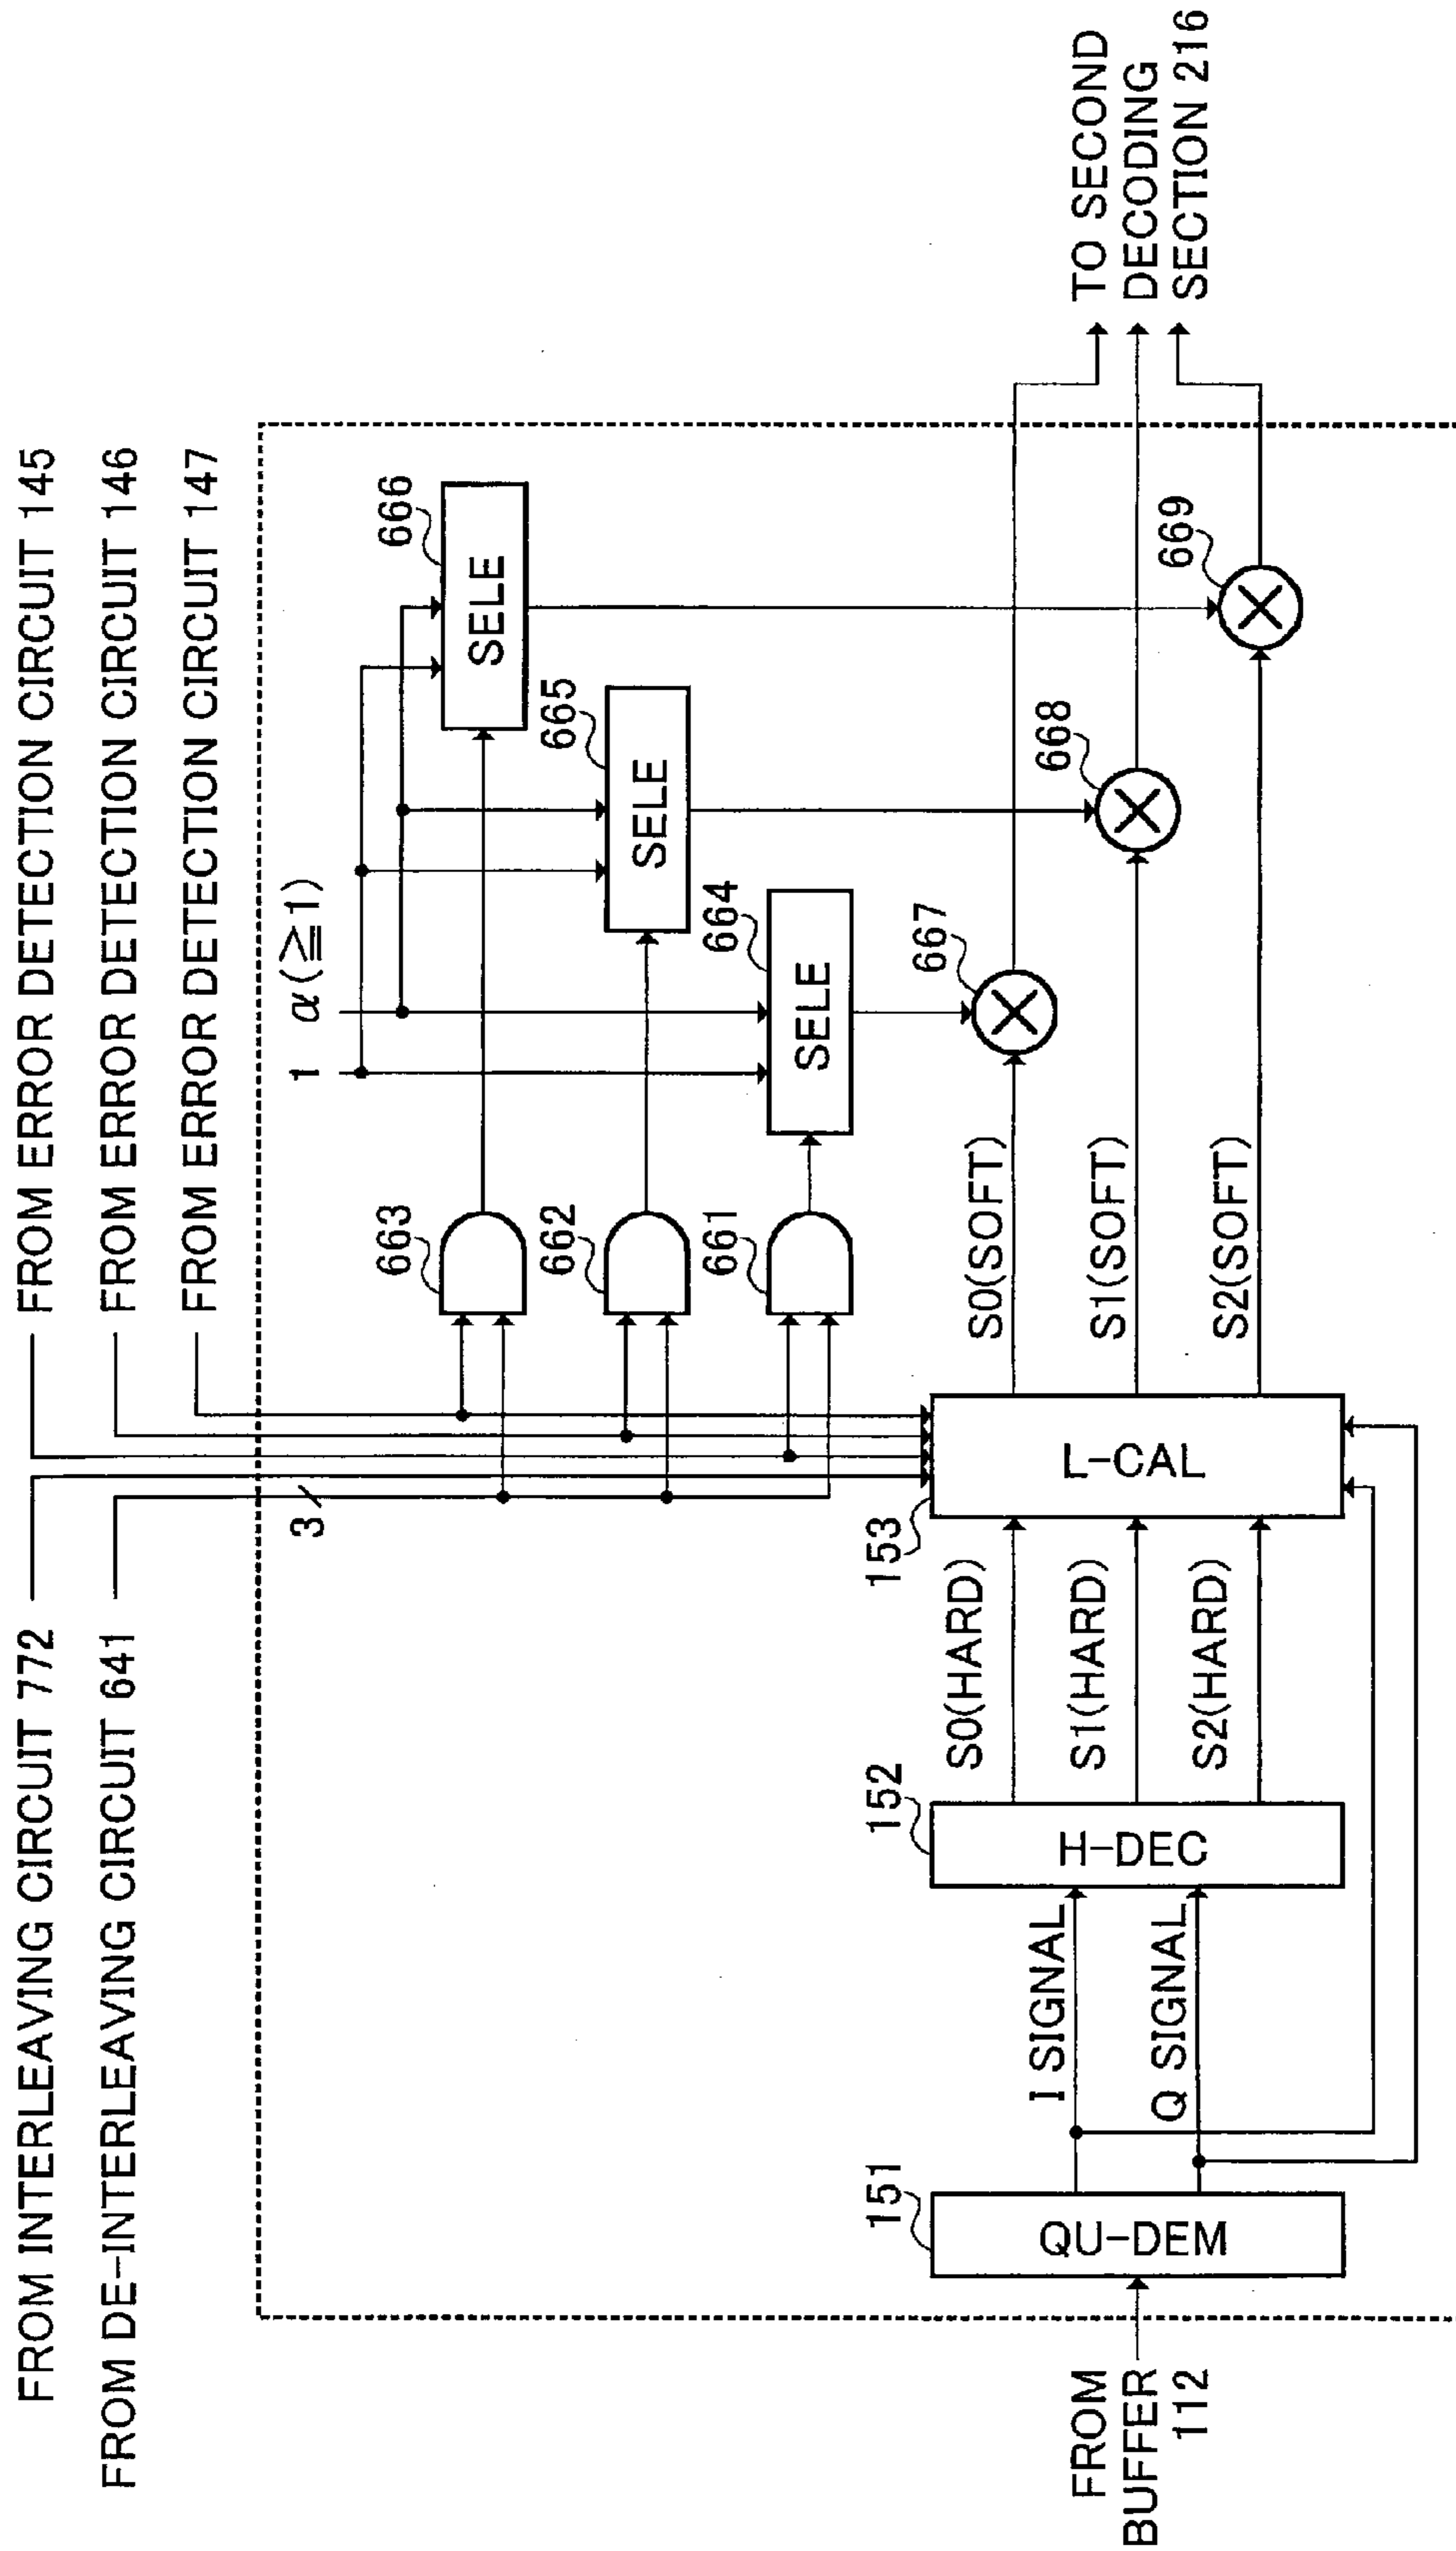 FROM INTERLEAVING CIRCUIT 772
FROM DE-INTERLEAVING CIRCUIT 641
FROM ERROR DETECTION CIRCUIT 145
FROM ERROR DETECTION CIRCUIT 146
FROM ERROR DETECTION CIRCUIT 147
3
1
α(≧1)
663
662
661
666
SELE
665
SELE
664
SELE
667
668
669
FROM
BUFFER
112
151
QU-DEM
I SIGNAL
Q SIGNAL
152
H-DEC
S0(HARD)
S1(HARD)
S2(HARD)
153
L-CAL
S0(SOFT)
S1(SOFT)
S2(SOFT)
TO SECOND
DECODING
SECTION 216